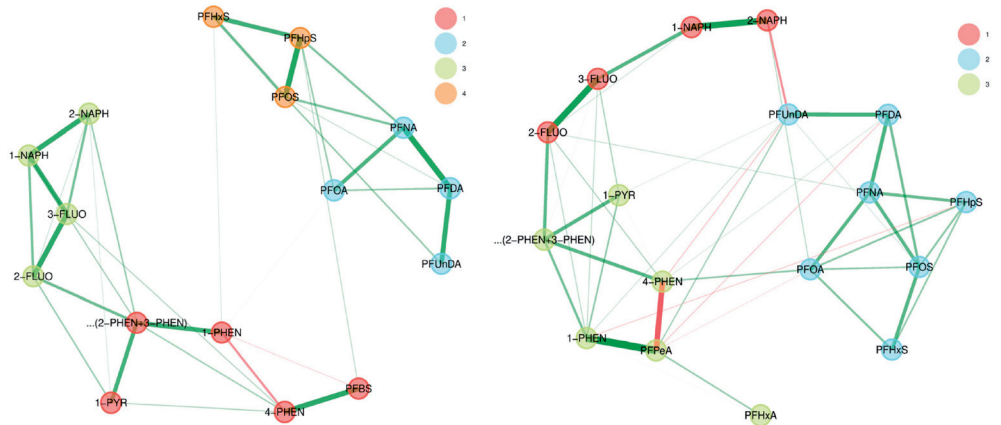 PFHxS
PFHpS
PFOS
PFNA
PFOA
PFDA
PFUnDA
2-NAPH
1-NAPH
3-FLUO
2-FLUO
...(2-PHEN+3-PHEN)
1-PHEN
1-PYR
4-PHEN
PFBS
1
2
3
4
1-NAPH
2-NAPH
3-FLUO
2-FLUO
PFUnDA
PFDA
1-PYR
PFNA
PFHpS
...(2-PHEN+3-PHEN)
4-PHEN
PFOA
PFOS
1-PHEN
PFPeA
PFHxS
PFHxA
1
2
3